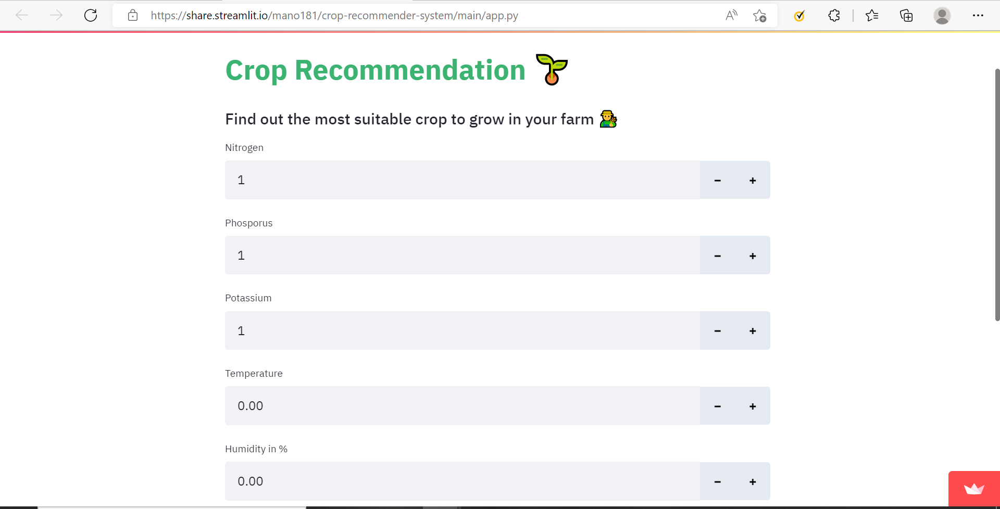 https://share.streamlit.io/mano181/crop-recommender-system/main/app.py
Crop Recommendation
Find out the most suitable crop to grow in your farm
Nitrogen
1
Phosporus
1
Potassium
1
Temperature
0.00
Humidity in %
0.00